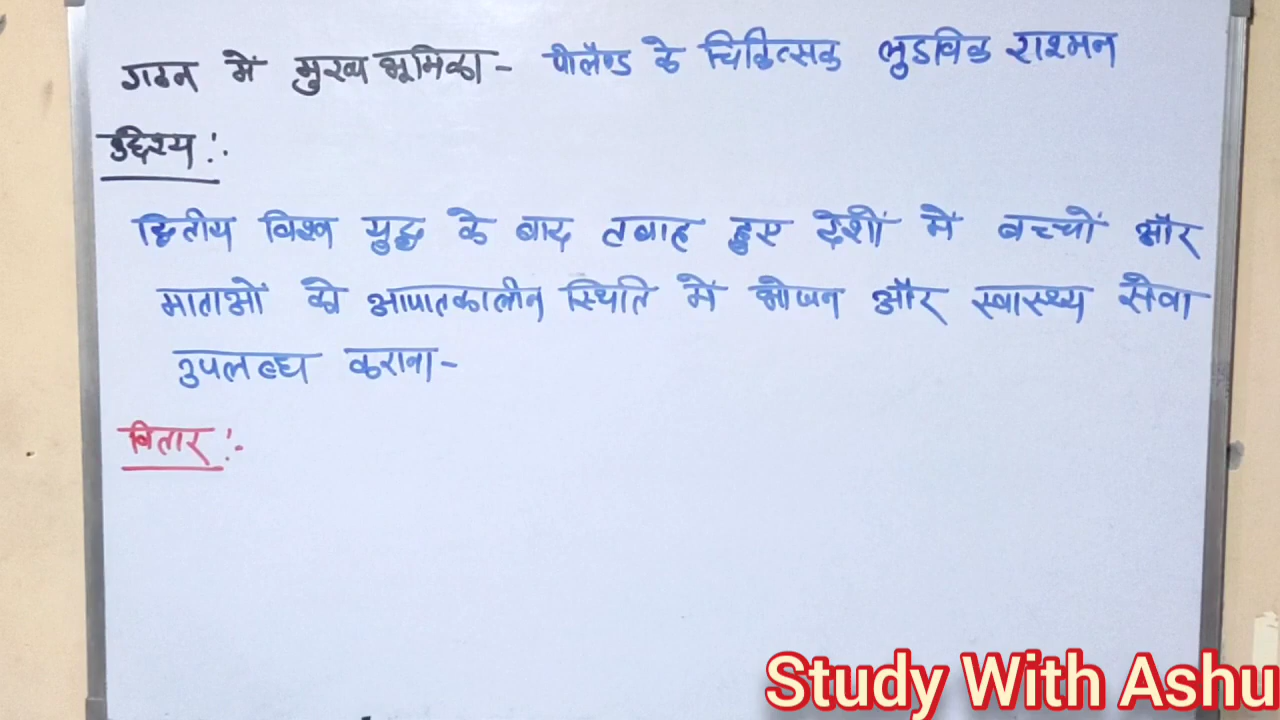 गठन में मुख्य भूमिका - पोलैण्ड के चिकित्सक लुडविक राश्मन
उद्देश्य :-
द्वितीय विश्व युद्ध के बाद तबाह हुए देशों में बच्चों और
माताओं को आपातकालीन स्थिति में भोजन और स्वास्थ्य सेवा
उपलब्ध कराना -
वितार :-
Study With Ashu